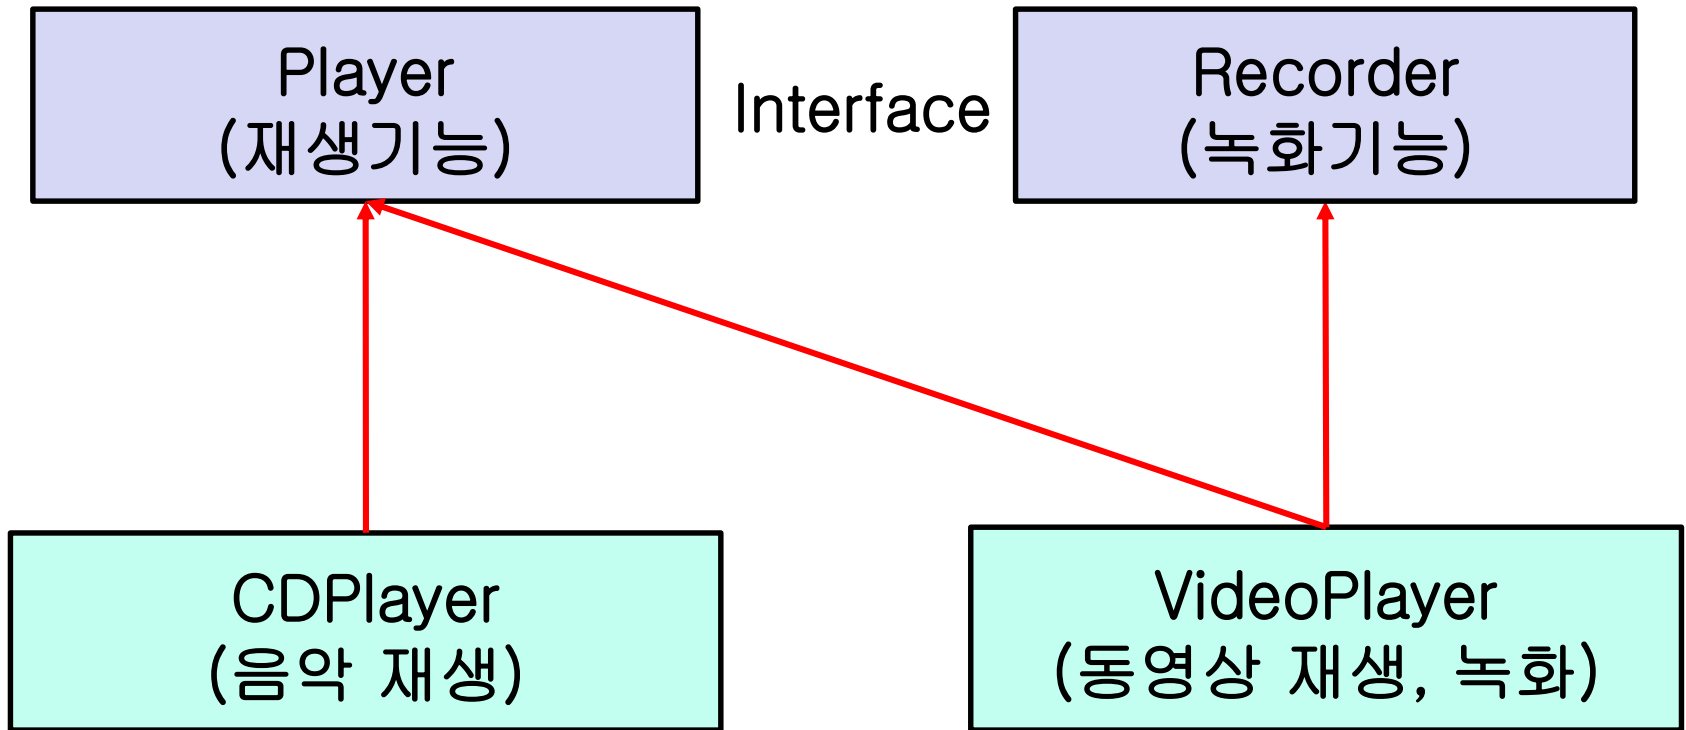 Player
(재생기능)
Interface
Recorder
(녹화기능)
CDPlayer
(음악 재생)
VideoPlayer
(동영상 재생, 녹화)